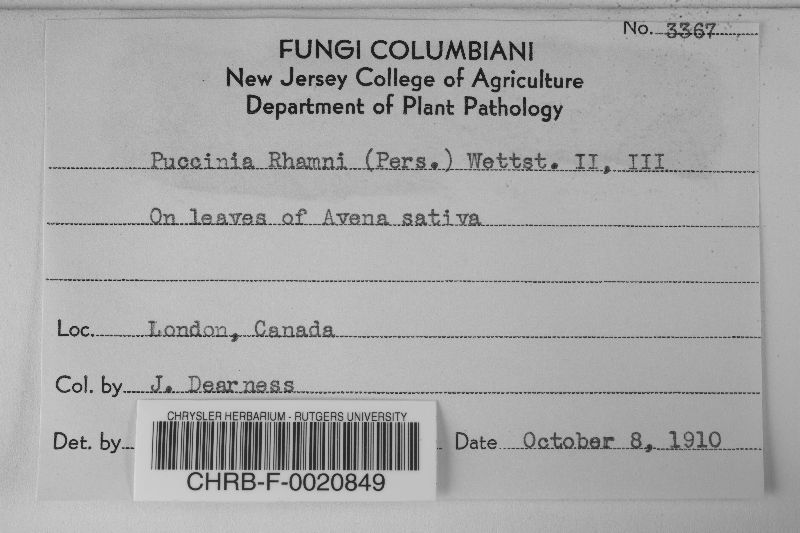 No. 3367
FUNGI COLUMBIANI
New Jersey College of Agriculture
Department of Plant Pathology
Puccinia Rhamni (Pers.) Wettst. II, III
On leaves of Avena sativa
Loc. London, Canada
Col. by J. Dearness
Det. by
Date October 8, 1910
CHRYSLER HERBARIUM - RUTGERS UNIVERSITY
CHRB-F-0020849